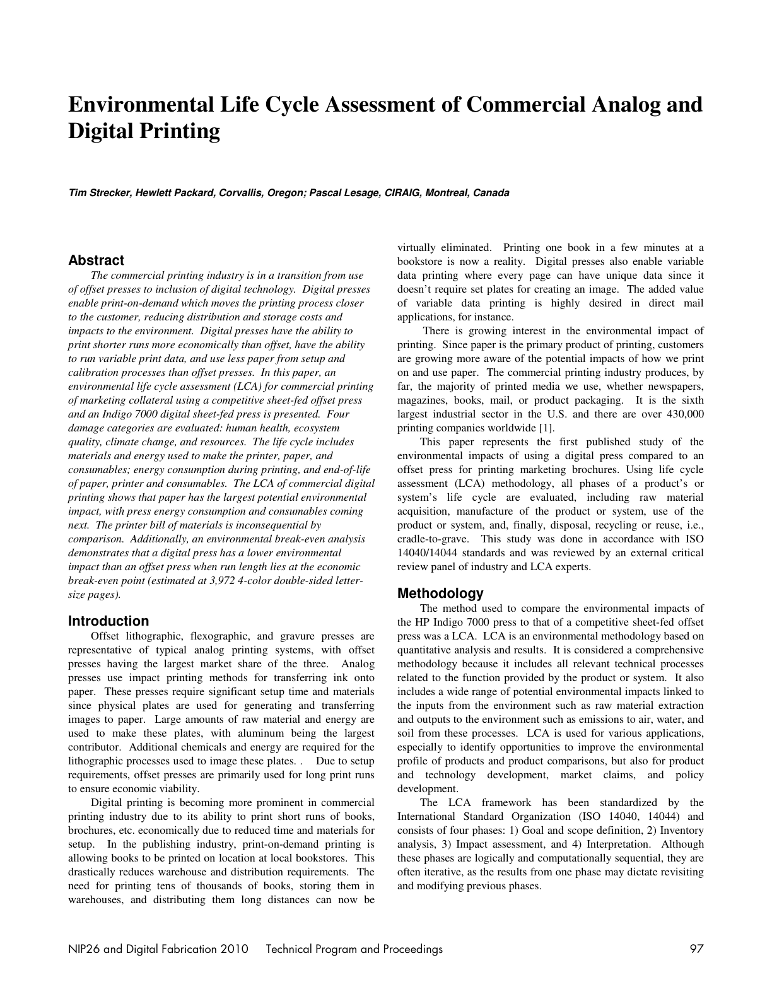 Environmental Life Cycle Assessment of Commercial Analog and
Digital Printing
Tim Strecker, Hewlett Packard, Corvallis, Oregon; Pascal Lesage, CIRAIG, Montreal, Canada
Abstract
The commercial printing industry is in a transition from use
of offset presses to inclusion of digital technology. Digital presses
enable print-on-demand which moves the printing process closer
to the customer, reducing distribution and storage costs and
impacts to the environment. Digital presses have the ability to
print shorter runs more economically than offset, have the ability
to run variable print data, and use less paper from setup and
calibration processes than offset presses. In this paper, an
environmental life cycle assessment (LCA) for commercial printing
of marketing collateral using a competitive sheet-fed offset press
and an Indigo 7000 digital sheet-fed press is presented. Four
damage categories are evaluated: human health, ecosystem
quality, climate change, and resources. The life cycle includes
materials and energy used to make the printer, paper, and
consumables; energy consumption during printing, and end-of-life
of paper, printer and consumables. The LCA of commercial digital
printing shows that paper has the largest potential environmental
impact, with press energy consumption and consumables coming
next. The printer bill of materials is inconsequential by
comparison. Additionally, an environmental break-even analysis
demonstrates that a digital press has a lower environmental
impact than an offset press when run length lies at the economic
break-even point (estimated at 3,972 4-color double-sided letter-
size pages).
Introduction
Offset lithographic, flexographic, and gravure presses are
representative of typical analog printing systems, with offset
presses having the largest market share of the three. Analog
presses use impact printing methods for transferring ink onto
paper. These presses require significant setup time and materials
since physical plates are used for generating and transferring
images to paper. Large amounts of raw material and energy are
used to make these plates, with aluminum being the largest
contributor. Additional chemicals and energy are required for the
lithographic processes used to image these plates. . Due to setup
requirements, offset presses are primarily used for long print runs
to ensure economic viability.
Digital printing is becoming more prominent in commercial
printing industry due to its ability to print short runs of books,
brochures, etc. economically due to reduced time and materials for
setup. In the publishing industry, print-on-demand printing is
allowing books to be printed on location at local bookstores. This
drastically reduces warehouse and distribution requirements. The
need for printing tens of thousands of books, storing them in
warehouses, and distributing them long distances can now be
virtually eliminated. Printing one book in a few minutes at a
bookstore is now a reality. Digital presses also enable variable
data printing where every page can have unique data since it
doesn't require set plates for creating an image. The added value
of variable data printing is highly desired in direct mail
applications, for instance.
There is growing interest in the environmental impact of
printing. Since paper is the primary product of printing, customers
are growing more aware of the potential impacts of how we print
on and use paper. The commercial printing industry produces, by
far, the majority of printed media we use, whether newspapers,
magazines, books, mail, or product packaging. It is the sixth
largest industrial sector in the U.S. and there are over 430,000
printing companies worldwide [1].
This paper represents the first published study of the
environmental impacts of using a digital press compared to an
offset press for printing marketing brochures. Using life cycle
assessment (LCA) methodology, all phases of a product's or
system's life cycle are evaluated, including raw material
acquisition, manufacture of the product or system, use of the
product or system, and, finally, disposal, recycling or reuse, i.e.,
cradle-to-grave. This study was done in accordance with ISO
14040/14044 standards and was reviewed by an external critical
review panel of industry and LCA experts.
Methodology
The method used to compare the environmental impacts of
the HP Indigo 7000 press to that of a competitive sheet-fed offset
press was a LCA. LCA is an environmental methodology based on
quantitative analysis and results. It is considered a comprehensive
methodology because it includes all relevant technical processes
related to the function provided by the product or system. It also
includes a wide range of potential environmental impacts linked to
the inputs from the environment such as raw material extraction
and outputs to the environment such as emissions to air, water, and
soil from these processes. LCA is used for various applications,
especially to identify opportunities to improve the environmental
profile of products and product comparisons, but also for product
and technology development, market claims, and policy
development.
The LCA framework has been standardized by the
International Standard Organization (ISO 14040, 14044) and
consists of four phases: 1) Goal and scope definition, 2) Inventory
analysis, 3) Impact assessment, and 4) Interpretation. Although
these phases are logically and computationally sequential, they are
often iterative, as the results from one phase may dictate revisiting
and modifying previous phases.
NIP26 and Digital Fabrication 2010 Technical Program and Proceedings 97